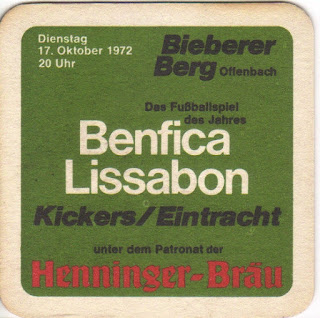 Dienstag
17. Oktober 1972
20 Uhr
Bieberer
Berg Offenbach
Das Fußballspiel
des Jahres
Benfica
Lissabon
Kickers/Eintracht
unter dem Patronat der
Henninger-Bräu